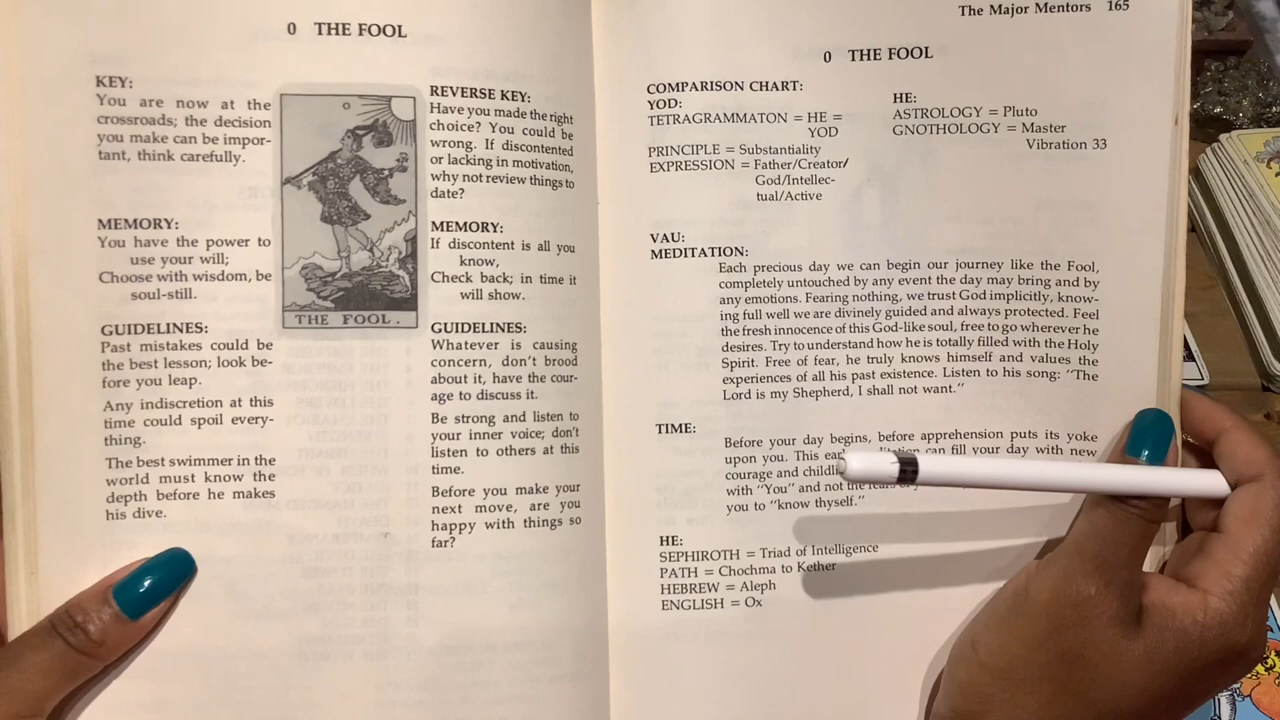 0 THE FOOL
KEY:
You are now at the
crossroads; the decision
you make can be impor-
tant, think carefully.
MEMORY:
You have the power to
use your will;
Choose with wisdom, be
soul-still.
GUIDELINES:
Past mistakes could be
the best lesson; look be-
fore you leap.
Any indiscretion at this
time could spoil every-
thing.
The best swimmer in the
world must know the
depth before he makes
his dive.
0
THE FOOL.
REVERSE KEY:
Have you made the right
choice? You could be
wrong. If discontented
or lacking in motivation,
why not review things to
date?
MEMORY:
If discontent is all you
know,
Check back; in time it
will show.
GUIDELINES:
Whatever is causing
concern, don't brood
about it, have the cour-
age to discuss it.
Be strong and listen to
your inner voice; don't
listen to others at this
time.
Before you make your
next move, are you
happy with things so
far?
The Major Mentors 165
0 THE FOOL
COMPARISON CHART:
YOD:
TETRAGRAMMATON = HE =
YOD
PRINCIPLE = Substantiality
EXPRESSION = Father/Creator/
God/Intellec-
tual/Active
HE:
ASTROLOGY = Pluto
GNOTHOLOGY = Master
Vibration 33
VAU:
MEDITATION:
Each precious day we can begin our journey like the Fool,
completely untouched by any event the day may bring and by
any emotions. Fearing nothing, we trust God implicitly, know-
ing full well we are divinely guided and always protected. Feel
the fresh innocence of this God-like soul, free to go wherever he
desires. Try to understand how he is totally filled with the Holy
Spirit. Free of fear, he truly knows himself and values the
experiences of all his past existence. Listen to his song: "The
Lord is my Shepherd, I shall not want."
TIME:
Before your day begins, before apprehension puts its yoke
upon you. This can fill your day with new
courage and
with "You" and not the
you to "know thyself."
HE:
SEPHIROTH = Triad of Intelligence
PATH = Chochma to Kether
HEBREW = Aleph
ENGLISH = Ox